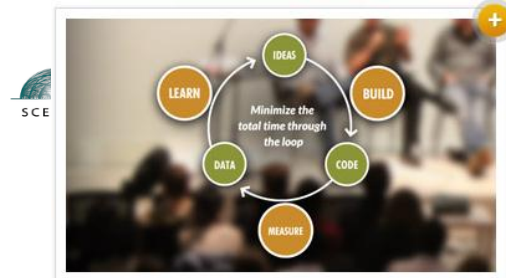 IDEAS
LEARN
BUILD
Minimize the
total time through
the loop
DATA
CODE
MEASURE
SCE
+